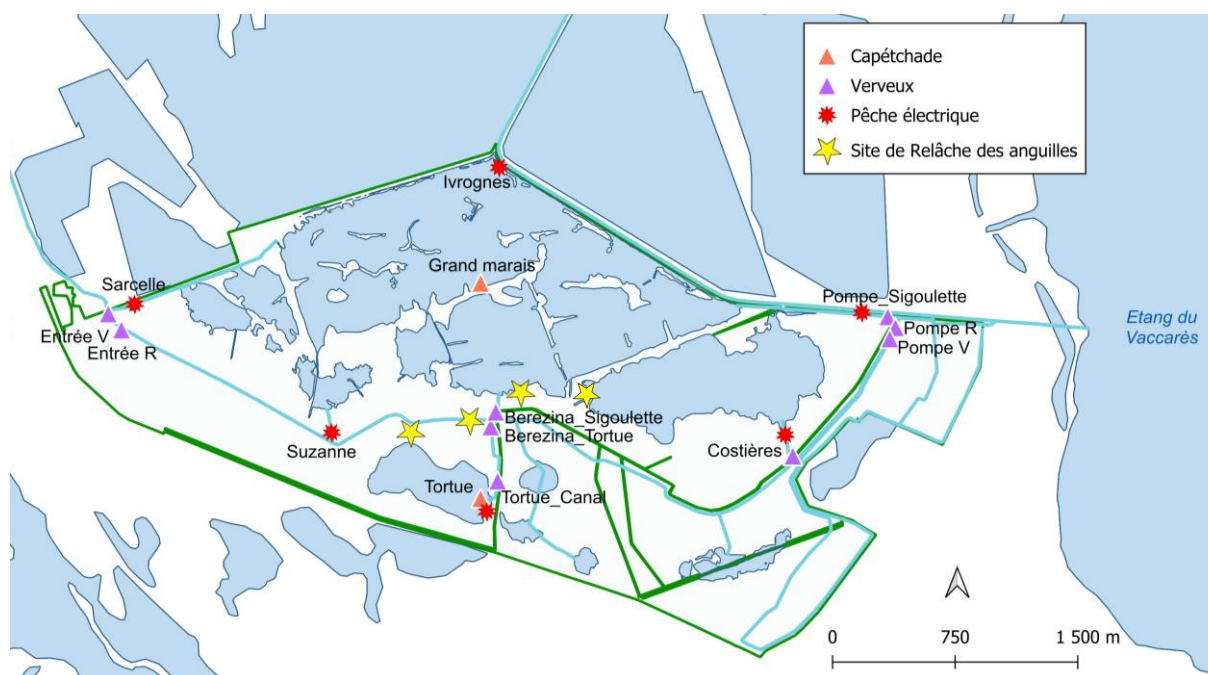 Capétchade
Verveux
Pêche électrique
Site de Relâche des anguilles
Ivrognes
Grand marais
Sarcelle
Entrée V
Entrée R
Pompe_Sigoulette
Pompe R
Pompe V
Etang du
Vaccarès
Berezina_Sigoulette
Berezina_Tortue
Suzanne
Costières
Tortue
Tortue_Canal
0 750 1 500 m